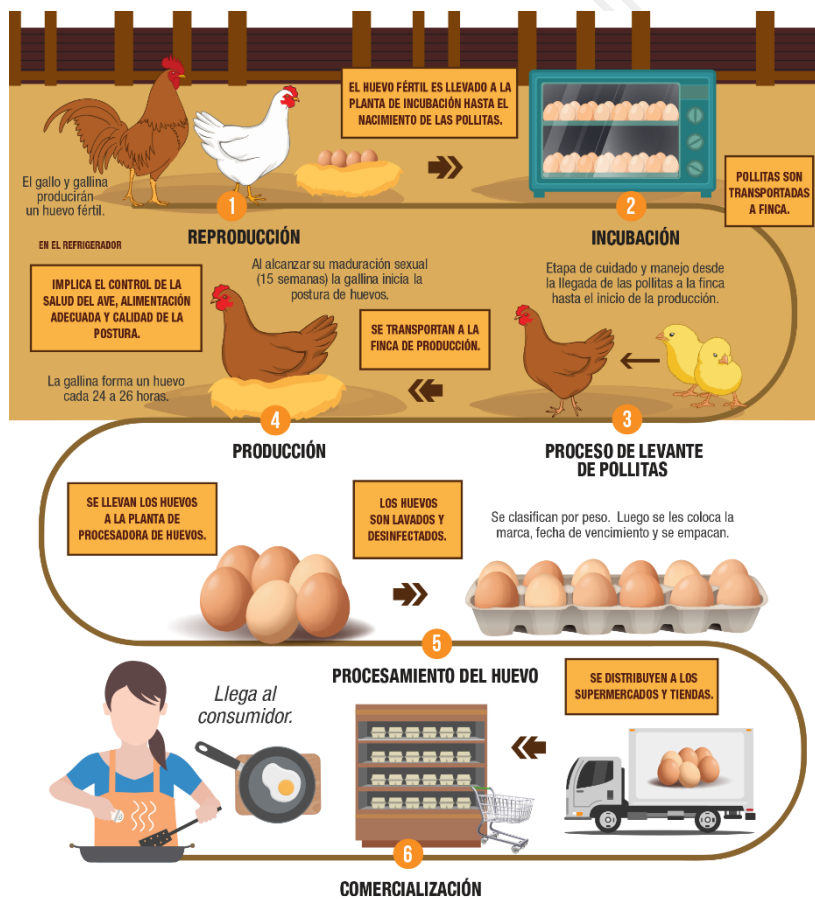 EL HUEVO FÉRTIL ES LLEVADO A LA
PLANTA DE INCUBACIÓN HASTA EL
NACIMIENTO DE LAS POLLITAS.
El gallo y gallina
producirán
un huevo fértil.
1
REPRODUCCIÓN
2
INCUBACIÓN
POLLITAS SON
TRANSPORTADAS
A FINCA.
EN EL REFRIGERADOR
IMPLICA EL CONTROL DE LA
SALUD DEL AVE, ALIMENTACIÓN
ADECUADA Y CALIDAD DE LA
POSTURA.
Al alcanzar su maduración sexual
(15 semanas) la gallina inicia la
postura de huevos.
Etapa de cuidado y manejo desde
la llegada de las pollitas a la finca
hasta el inicio de la producción.
SE TRANSPORTAN A LA
FINCA DE PRODUCCIÓN.
La gallina forma un huevo
cada 24 a 26 horas.
4
PRODUCCIÓN
3
PROCESO DE LEVANTE
DE POLLITAS
SE LLEVAN LOS HUEVOS
A LA PLANTA DE
PROCESADORA DE HUEVOS.
LOS HUEVOS
SON LAVADOS Y
DESINFECTADOS.
Se clasifican por peso. Luego se les coloca la
marca, fecha de vencimiento y se empacan.
5
PROCESAMIENTO DEL HUEVO
SE DISTRIBUYEN A LOS
SUPERMERCADOS Y TIENDAS.
Llega al
consumidor.
6
COMERCIALIZACIÓN